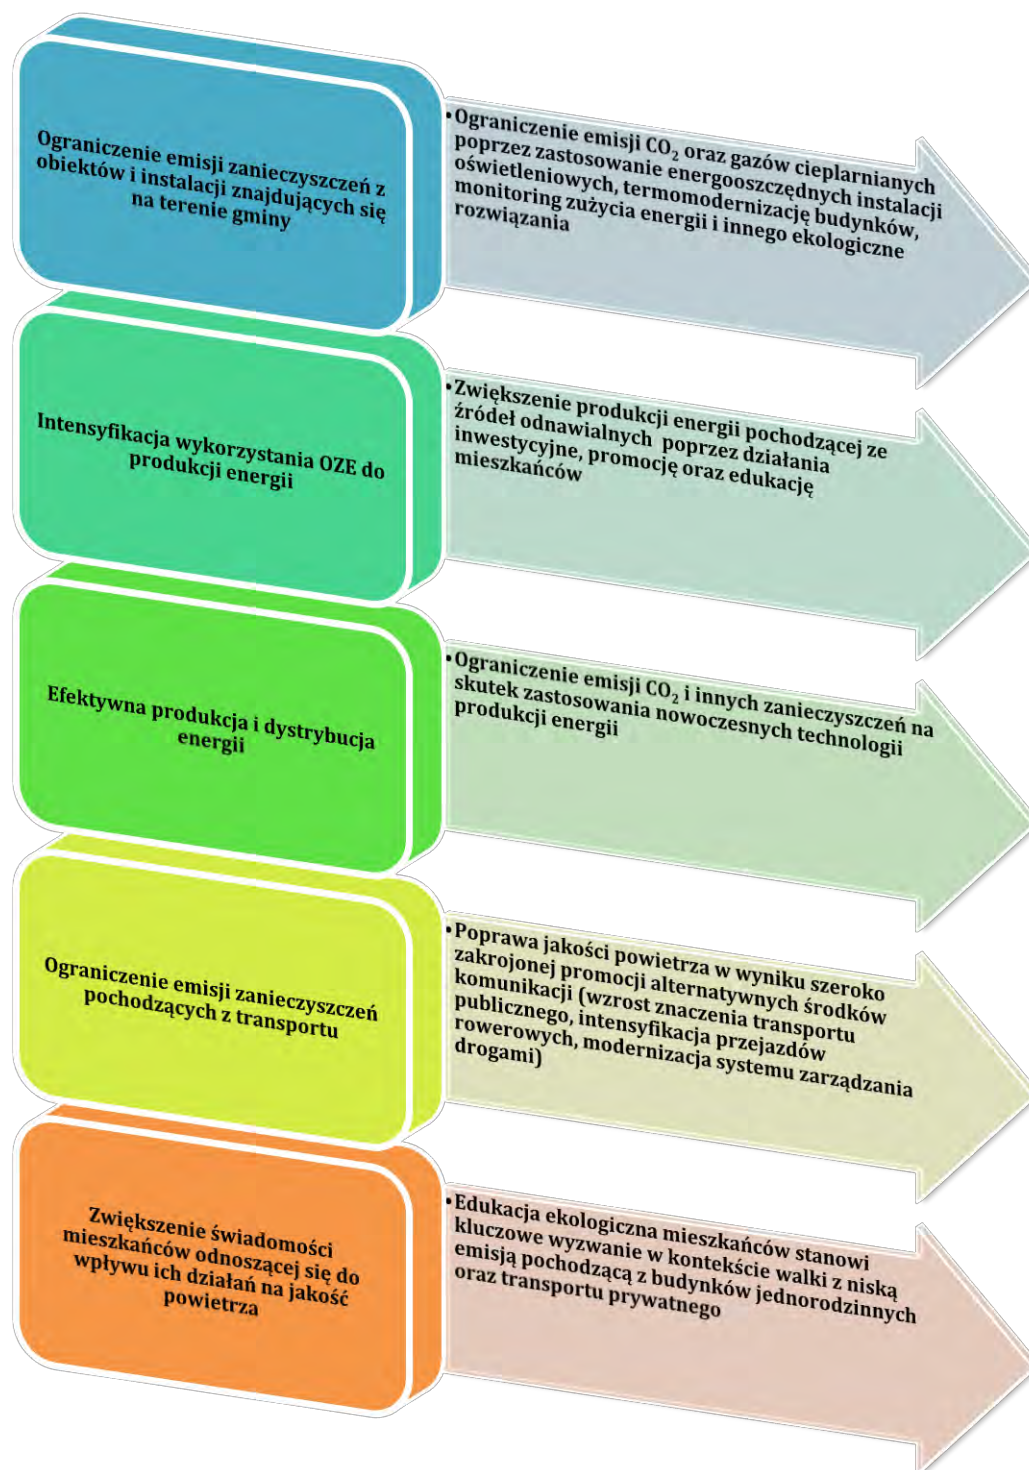 Ograniczenie emisji zanieczyszczeń z
obiektów i instalacji znajdujących się
na terenie gminy
•Ograniczenie emisji CO₂ oraz gazów cieplarnianych
poprzez zastosowanie energooszczędnych instalacji
oświetleniowych, termomodernizację budynków,
monitoring zużycia energii i innego ekologiczne
rozwiązania
Intensyfikacja wykorzystania OZE do
produkcji energii
•Zwiększenie produkcji energii pochodzącej ze
źródeł odnawialnych poprzez działania
inwestycyjne, promocję oraz edukację
mieszkańców
Efektywna produkcja i dystrybucja
energii
•Ograniczenie emisji CO₂ i innych zanieczyszczeń na
skutek zastosowania nowoczesnych technologii
produkcji energii
Ograniczenie emisji zanieczyszczeń
pochodzących z transportu
•Poprawa jakości powietrza w wyniku szeroko
zakrojonej promocji alternatywnych środków
komunikacji (wzrost znaczenia transportu
publicznego, intensyfikacja przejazdów
rowerowych, modernizacja systemu zarządzania
drogami)
Zwiększenie świadomości
mieszkańców odnoszącej się do
wpływu ich działań na jakość
powietrza
•Edukacja ekologiczna mieszkańców stanowi
kluczowe wyzwanie w kontekście walki z niską
emisją pochodzącą z budynków jednorodzinnych
oraz transportu prywatnego